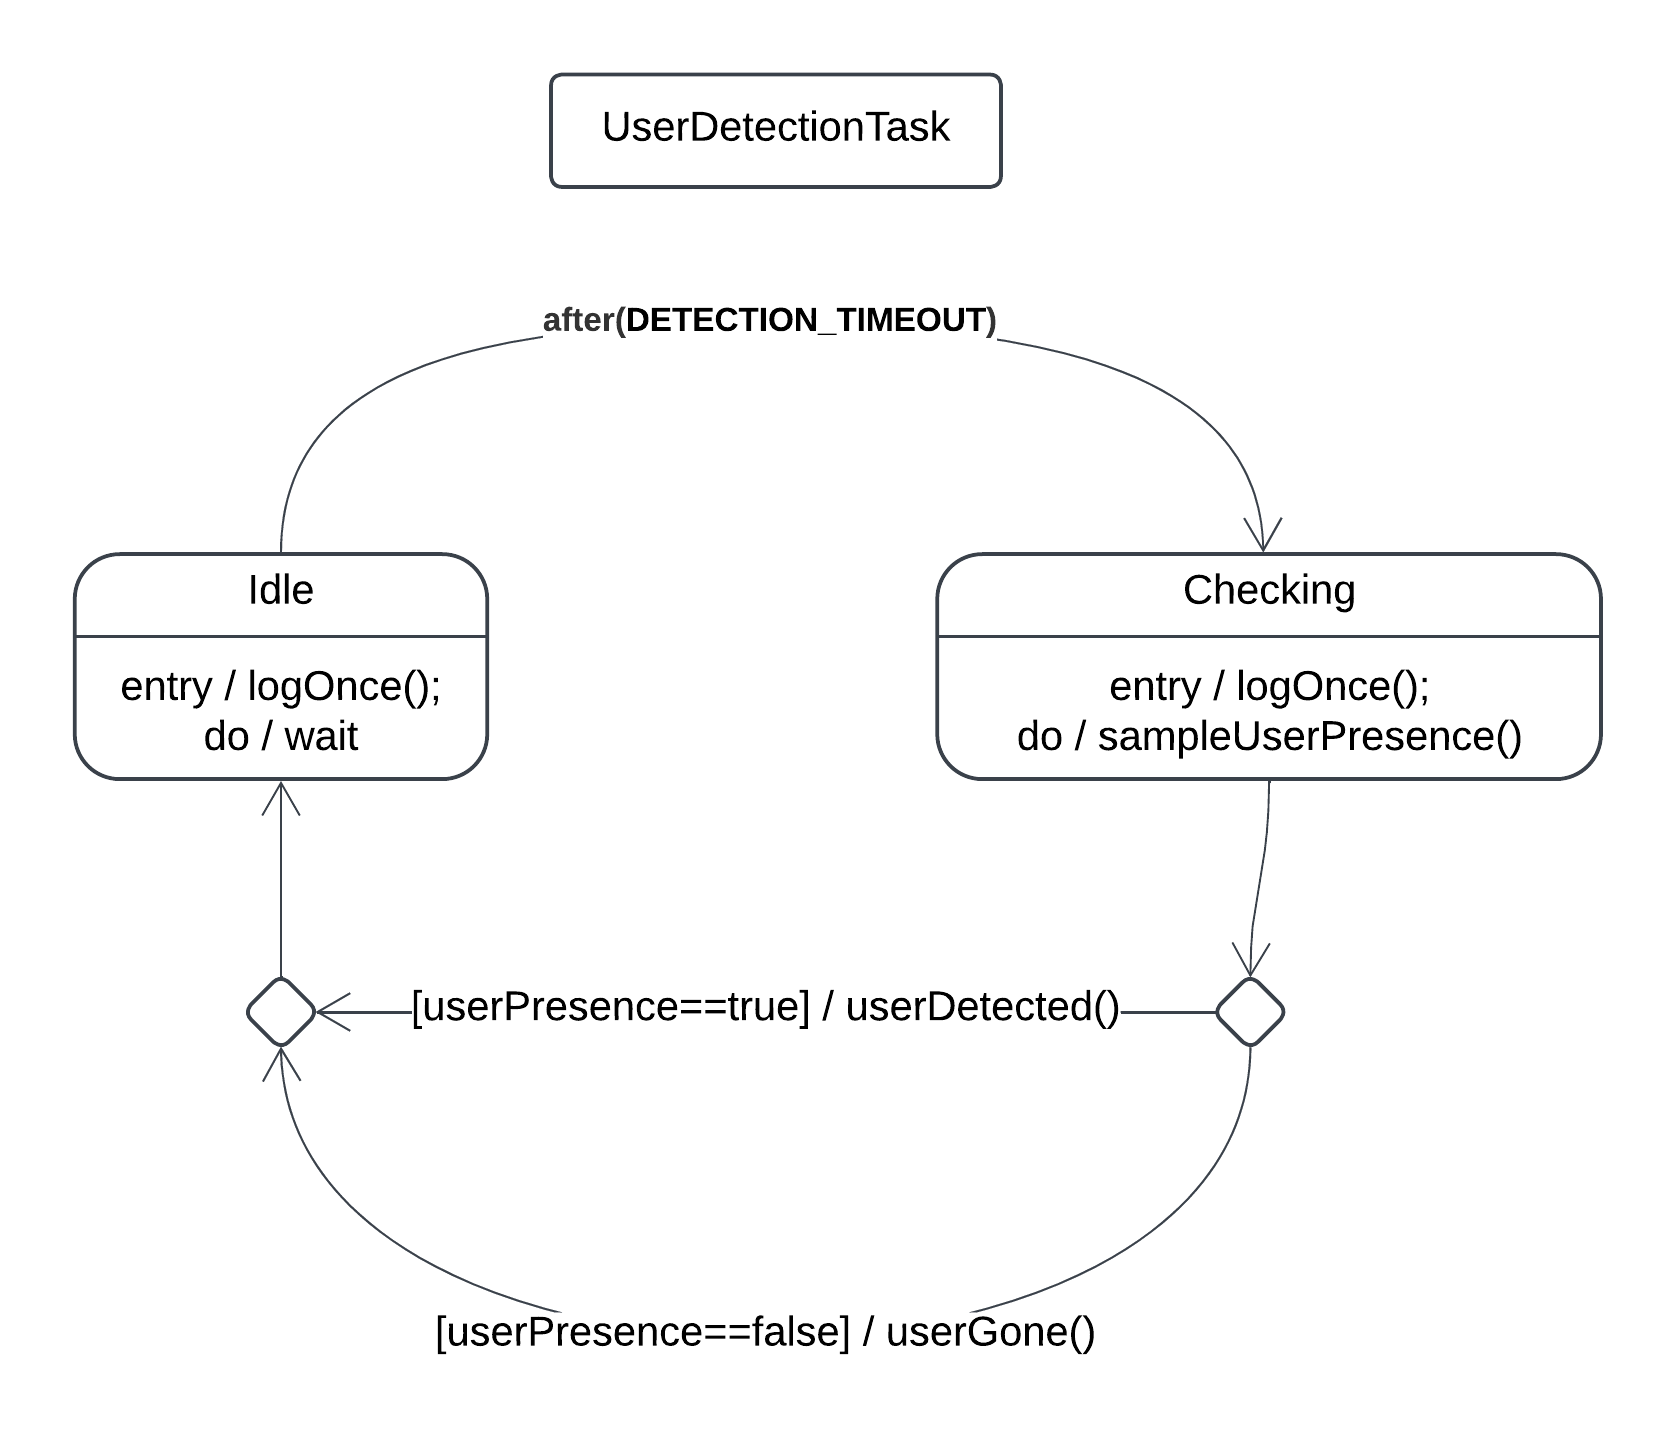 UserDetectionTask
after(DETECTION_TIMEOUT)
Idle
entry / logOnce();
do / wait
Checking
entry / logOnce();
do / sampleUserPresence()
[userPresence==true] / userDetected()
[userPresence==false] / userGone()